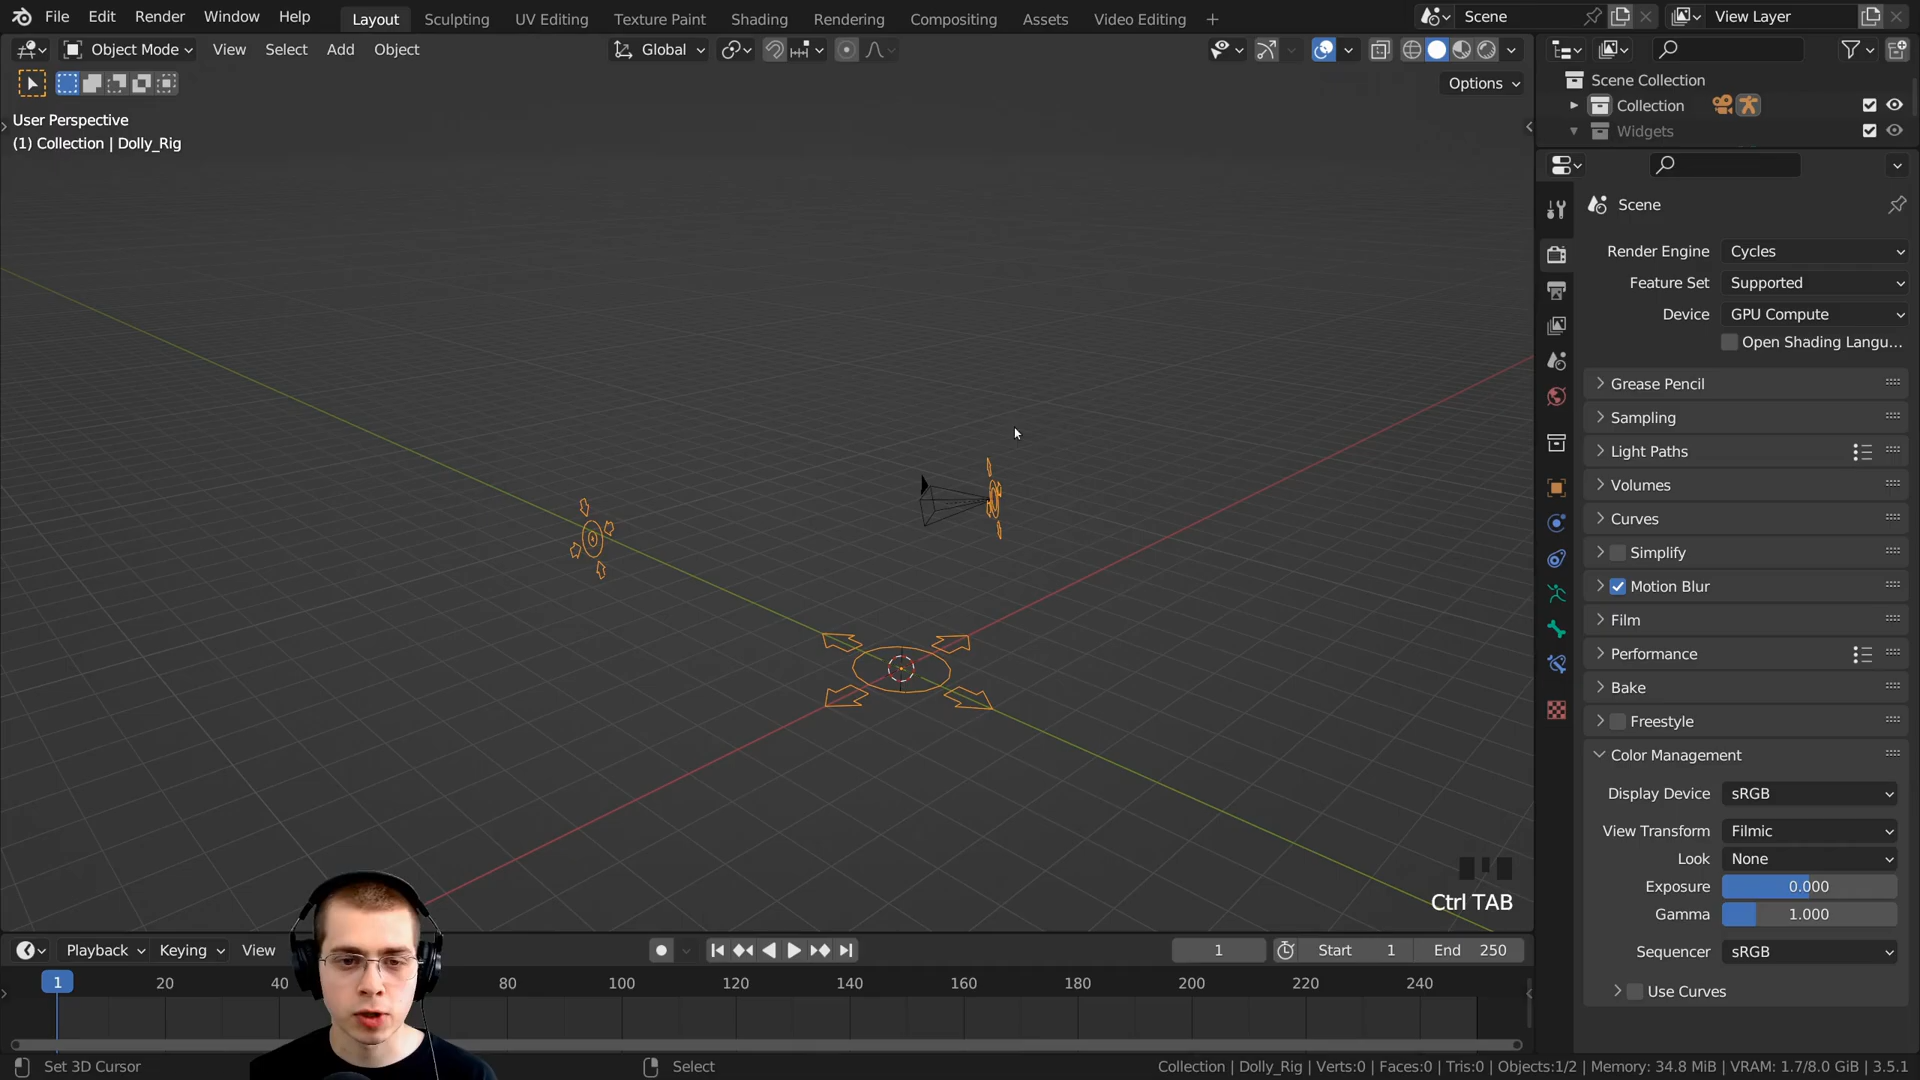 File Edit Render Window Help Layout Sculpting UV Editing Texture Paint Shading Rendering Compositing Assets Video Editing + Scene View Layer
Object Mode View Select Add Object Global
Options
User Perspective
(1) Collection | Dolly_Rig
Scene Collection
Collection
Widgets
Scene
Render Engine Cycles
Feature Set Supported
Device GPU Compute
Open Shading Langu...
Grease Pencil
Sampling
Light Paths
Volumes
Curves
Simplify
Motion Blur
Film
Performance
Bake
Freestyle
Color Management
Display Device sRGB
View Transform Filmic
Look None
Exposure 0.000
Gamma 1.000
Sequencer sRGB
Use Curves
Ctrl TAB
Playback Keying View 1 Start 1 End 250
1 20 40 80 100 120 140 160 180 200 220 240
Set 3D Cursor Select Collection | Dolly_Rig | Verts:0 | Faces:0 | Tris:0 | Objects:1/2 | Memory: 34.8 MiB | VRAM: 1.7/8.0 GiB | 3.5.1